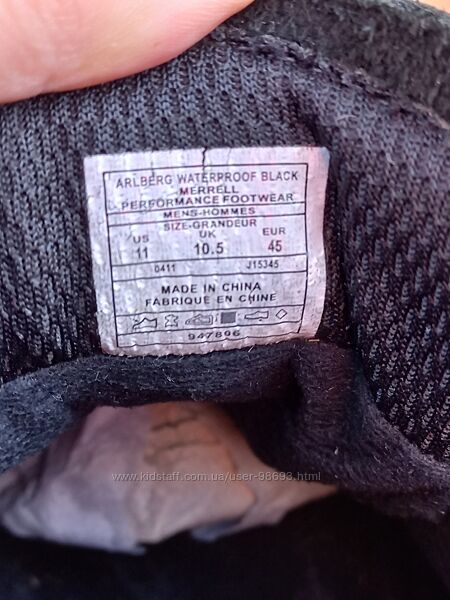 ARLBERG WATERPROOF BLACK
MERRELL
PERFORMANCE FOOTWEAR
MENS-HOMMES
SIZE-GRANDEUR
US UK EUR
11 10.5 45
0411 J15345
MADE IN CHINA
FABRIQUE EN CHINE
947896
www.kidstaff.com.ua/user-98693.html